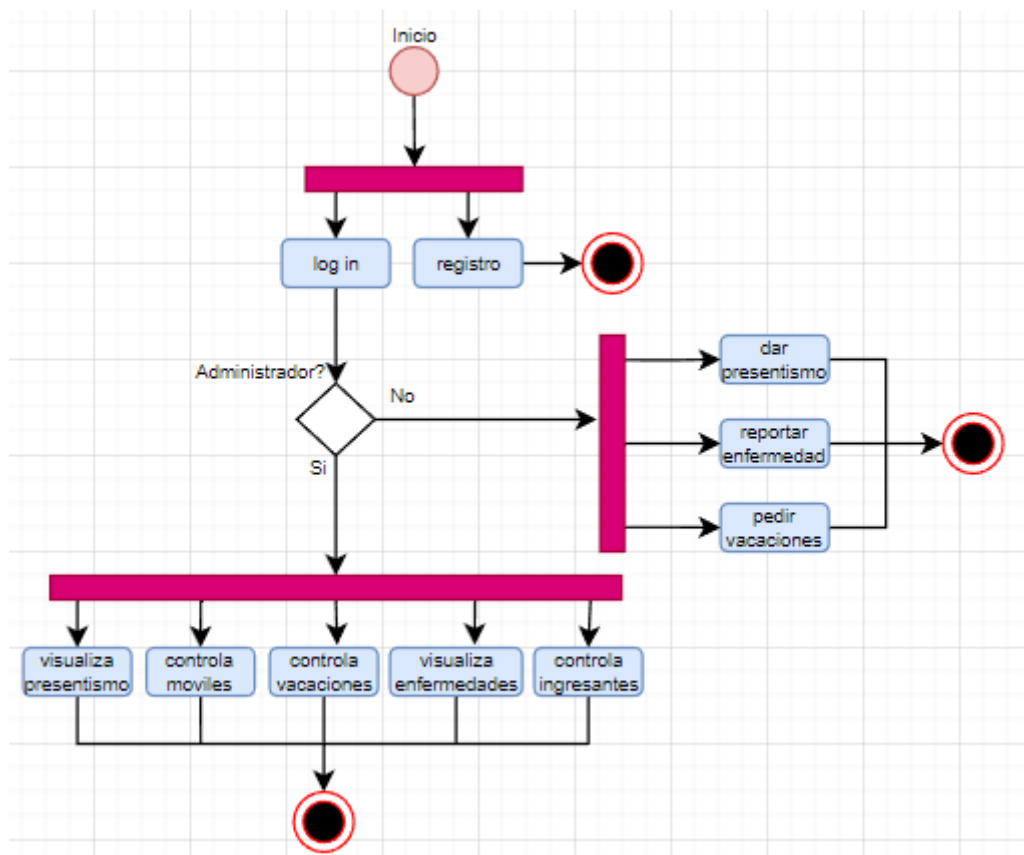 Inicio
log in
registro
Administrador?
No
Si
dar
presentismo
reportar
enfermedad
pedir
vacaciones
visualiza
presentismo
controla
moviles
controla
vacaciones
visualiza
enfermedades
controla
ingresantes